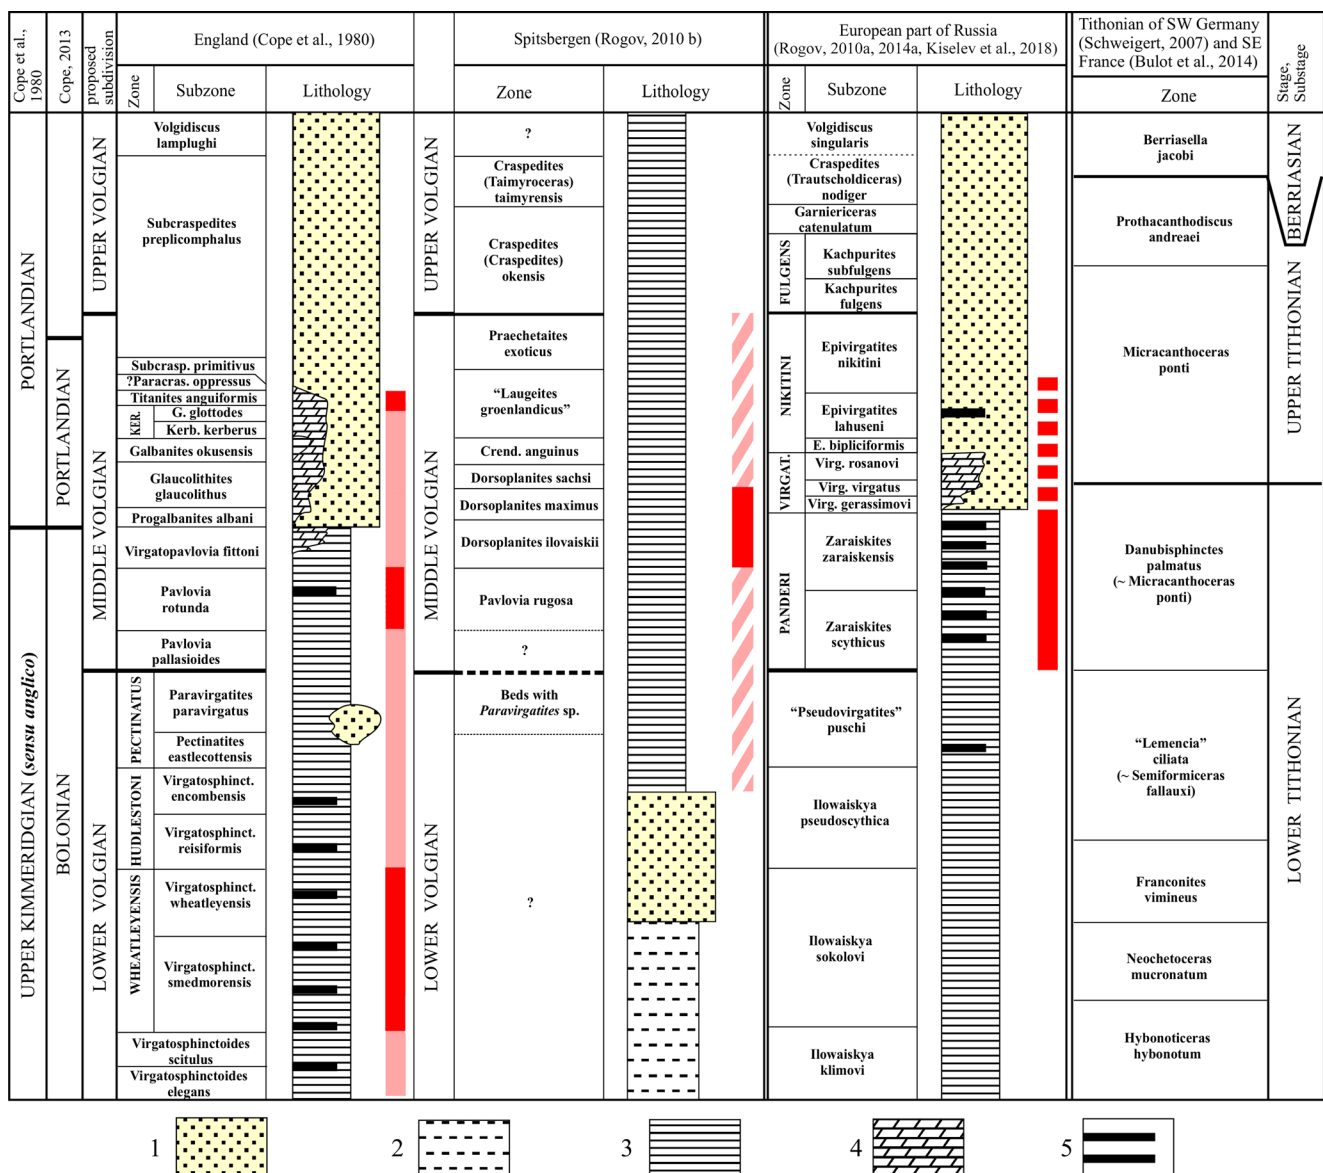 Cope et al.,
1980
Cope, 2013
proposed
subdivision
England (Cope et al., 1980)
Zone
Subzone
Lithology
Spitsbergen (Rogov, 2010 b)
Zone
Lithology
European part of Russia
(Rogov, 2010a, 2014a, Kiselev et al., 2018)
Zone
Subzone
Lithology
Tithonian of SW Germany
(Schweigert, 2007) and SE
France (Bulot et al., 2014)
Zone
Stage,
Substage
PORTLANDIAN
UPPER KIMMERIDGIAN (sensu anglico)
PORTLANDIAN
BOLONIAN
UPPER VOLGIAN
MIDDLE VOLGIAN
LOWER VOLGIAN
KER.
PECTINATUS
HUDLESTONI
WHEATLEYENSIS
Volgidiscus
lamplughi
Subcraspedites
preplicomphalus
Subcrasp. primitivus
?Paracras. oppressus
Titanites anguiformis
G. glottodes
Kerb. kerberus
Galbanites okusensis
Glaucolithites
glaucolithus
Progalbanites albani
Virgatopavlovia fittoni
Pavlovia
rotunda
Pavlovia
pallasioides
Paravirgatites
paravirgatus
Pectinatites
eastlecottensis
Virgatosphinct.
encombensis
Virgatosphinct.
reisiformis
Virgatosphinct.
wheatleyensis
Virgatosphinct.
smedmorensis
Virgatosphinctoides
scitulus
Virgatosphinctoides
elegans
UPPER VOLGIAN
MIDDLE VOLGIAN
LOWER VOLGIAN
?
Craspedites
(Taimyroceras)
taimyrensis
Craspedites
(Craspedites)
okensis
Praechetaites
exoticus
“Laugeites
groenlandicus”
Crend. anguinus
Dorsoplanites sachsi
Dorsoplanites maximus
Dorsoplanites ilovaiskii
Pavlovia rugosa
?
Beds with
Paravirgatites sp.
?
FULGENS
NIKITINI
VIRGAT.
PANDERI
Volgidiscus
singularis
Craspedites
(Trautscholdiceras)
nodiger
Garniericeras
catenulatum
Kachpurites
subfulgens
Kachpurites
fulgens
Epivirgatites
nikitini
Epivirgatites
lahuseni
E. bipliciformis
Virg. rosanovi
Virg. virgatus
Virg. gerassimovi
Zaraiskites
zaraiskensis
Zaraiskites
scythicus
“Pseudovirgatites”
puschi
Ilowaiskya
pseudoscythica
Ilowaiskya
sokolovi
Ilowaiskya
klimovi
Berriasella
jacobi
Prothacanthodiscus
andreaei
Micracanthoceras
ponti
Danubisphinctes
palmatus
(~ Micracanthoceras
ponti)
“Lemencia”
ciliata
(~ Semiformiceras
fallauxi)
Franconites
vimineus
Neochetoceras
mucronatum
Hybonoticeras
hybonotum
BERRIASIAN
UPPER TITHONIAN
LOWER TITHONIAN
1
2
3
4
5